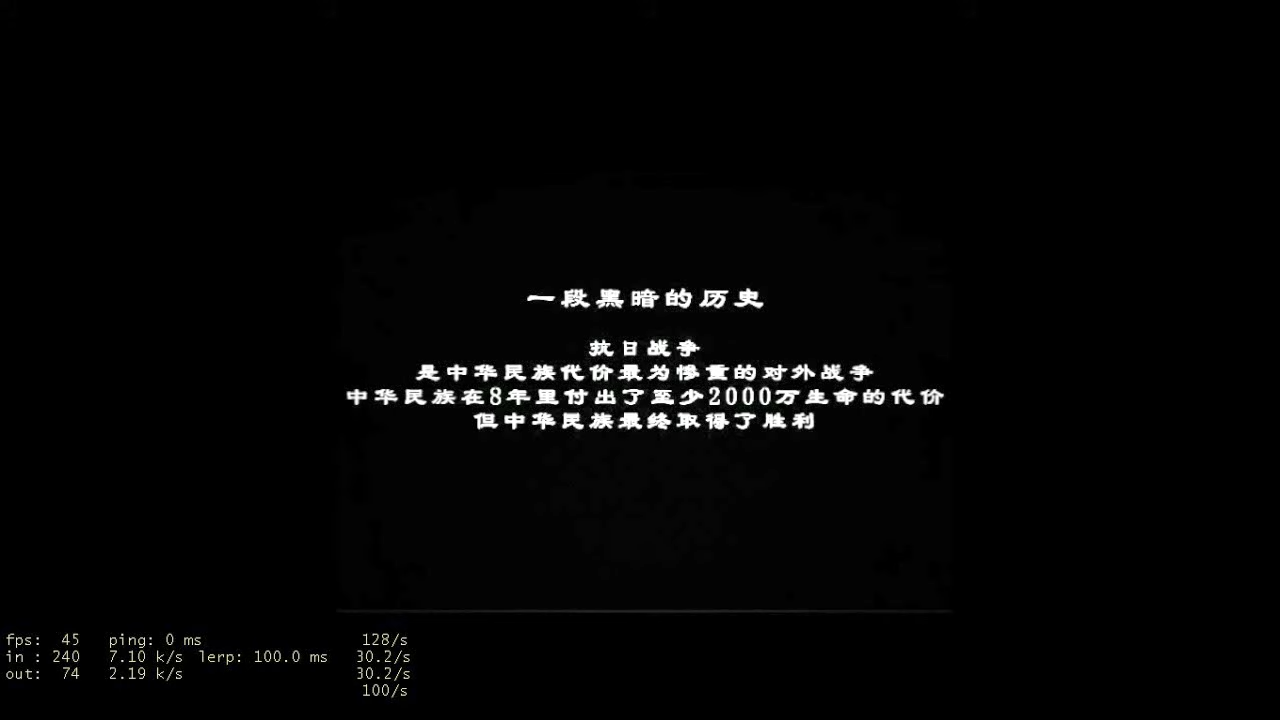 一段黑暗的历史
抗日战争
是中华民族代价最为惨重的对外战争
中华民族在8年里付出了至少2000万生命的代价
但中华民族最终取得了胜利
fps: 45 ping: 0 ms 128/s
in : 240 7.10 k/s lerp: 100.0 ms 30.2/s
out: 74 2.19 k/s 30.2/s
100/s